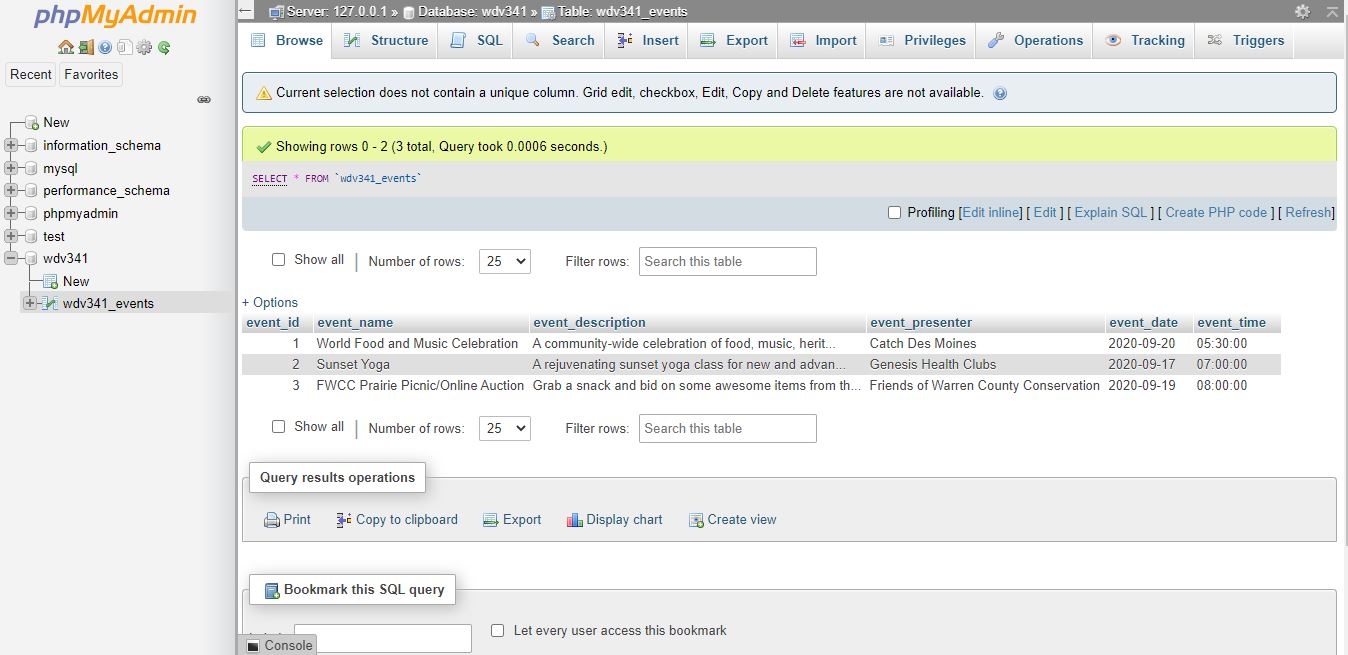 phpMyAdmin
Recent Favorites
New
information_schema
mysql
performance_schema
phpmyadmin
test
wdv341
New
wdv341_events
Server: 127.0.0.1 » Database: wdv341 » Table: wdv341_events
Browse Structure SQL Search Insert Export Import Privileges Operations Tracking Triggers
Current selection does not contain a unique column. Grid edit, checkbox, Edit, Copy and Delete features are not available.
Showing rows 0 - 2 (3 total, Query took 0.0006 seconds.)
SELECT * FROM `wdv341_events`
Profiling [Edit inline] [ Edit ] [ Explain SQL ] [ Create PHP code ] [ Refresh]
Show all | Number of rows: 25 Filter rows: Search this table
+ Options
event_id event_name event_description event_presenter event_date event_time
1 World Food and Music Celebration A community-wide celebration of food, music, herit... Catch Des Moines 2020-09-20 05:30:00
2 Sunset Yoga A rejuvenating sunset yoga class for new and advan... Genesis Health Clubs 2020-09-17 07:00:00
3 FWCC Prairie Picnic/Online Auction Grab a snack and bid on some awesome items from th... Friends of Warren County Conservation 2020-09-19 08:00:00
Show all | Number of rows: 25 Filter rows: Search this table
Query results operations
Print Copy to clipboard Export Display chart Create view
Bookmark this SQL query
Let every user access this bookmark
Console